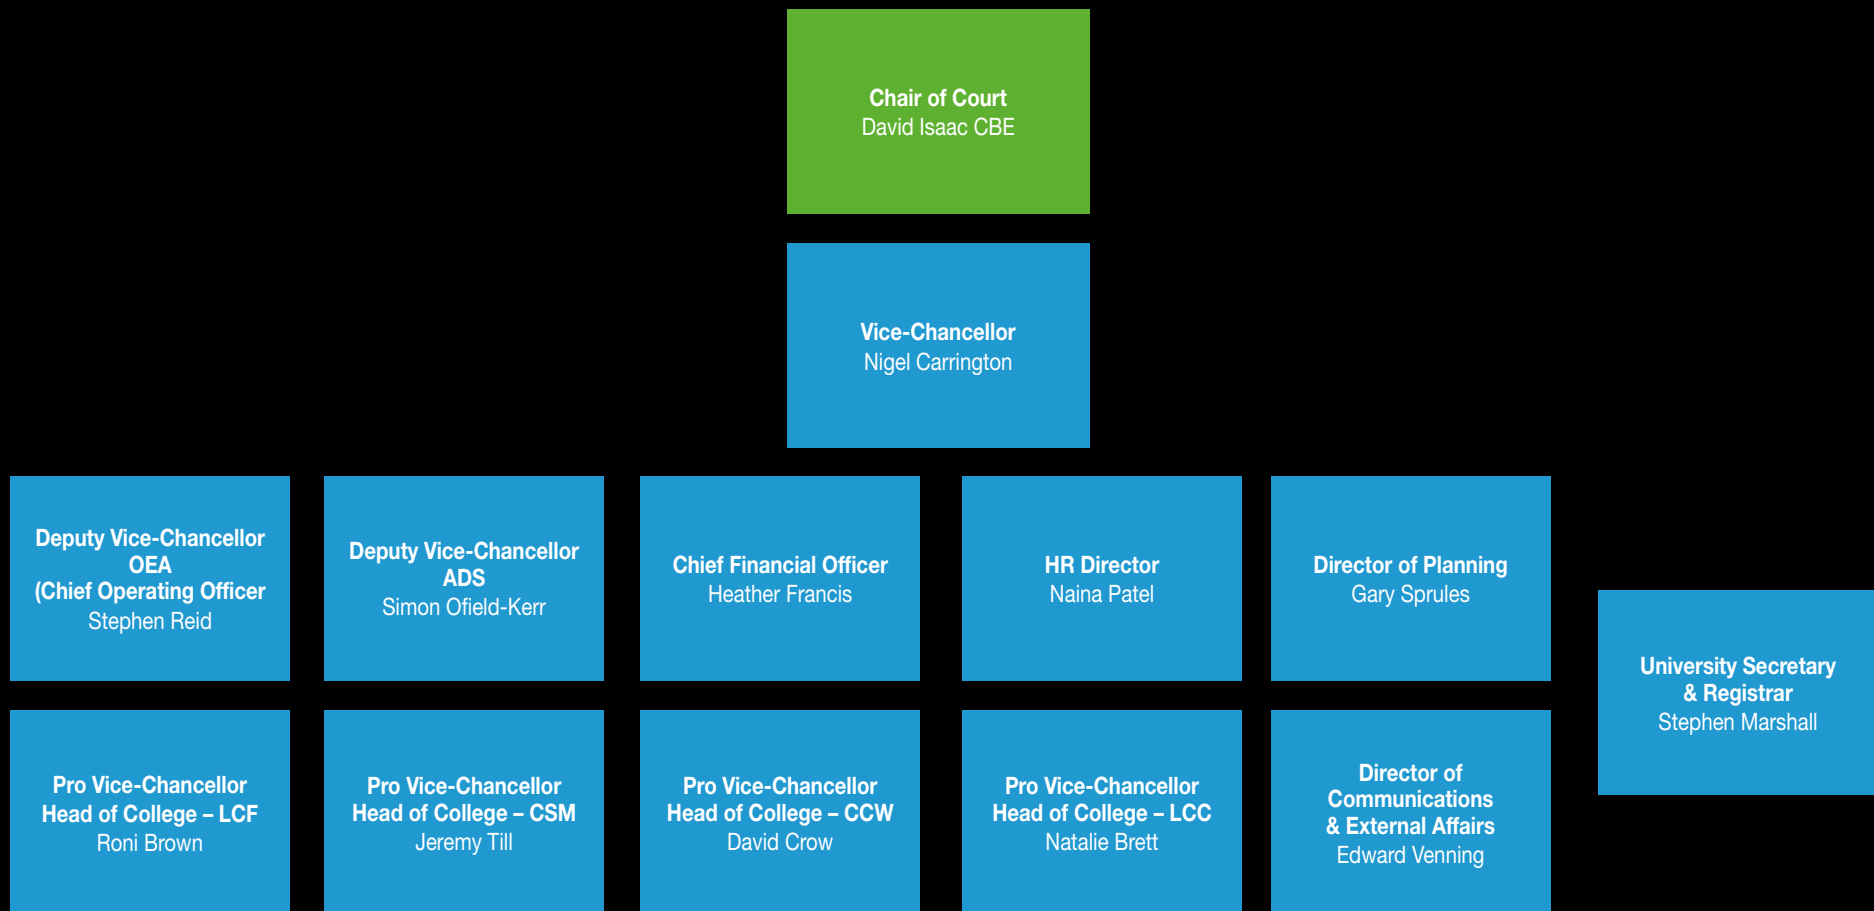 Chair of Court
David Isaac CBE
Vice-Chancellor
Nigel Carrington
Deputy Vice-Chancellor
OEA
(Chief Operating Officer
Stephen Reid
Deputy Vice-Chancellor
ADS
Simon Ofield-Kerr
Chief Financial Officer
Heather Francis
HR Director
Naina Patel
Director of Planning
Gary Sprules
University Secretary
& Registrar
Stephen Marshall
Pro Vice-Chancellor
Head of College – LCF
Roni Brown
Pro Vice-Chancellor
Head of College – CSM
Jeremy Till
Pro Vice-Chancellor
Head of College – CCW
David Crow
Pro Vice-Chancellor
Head of College – LCC
Natalie Brett
Director of
Communications
& External Affairs
Edward Venning